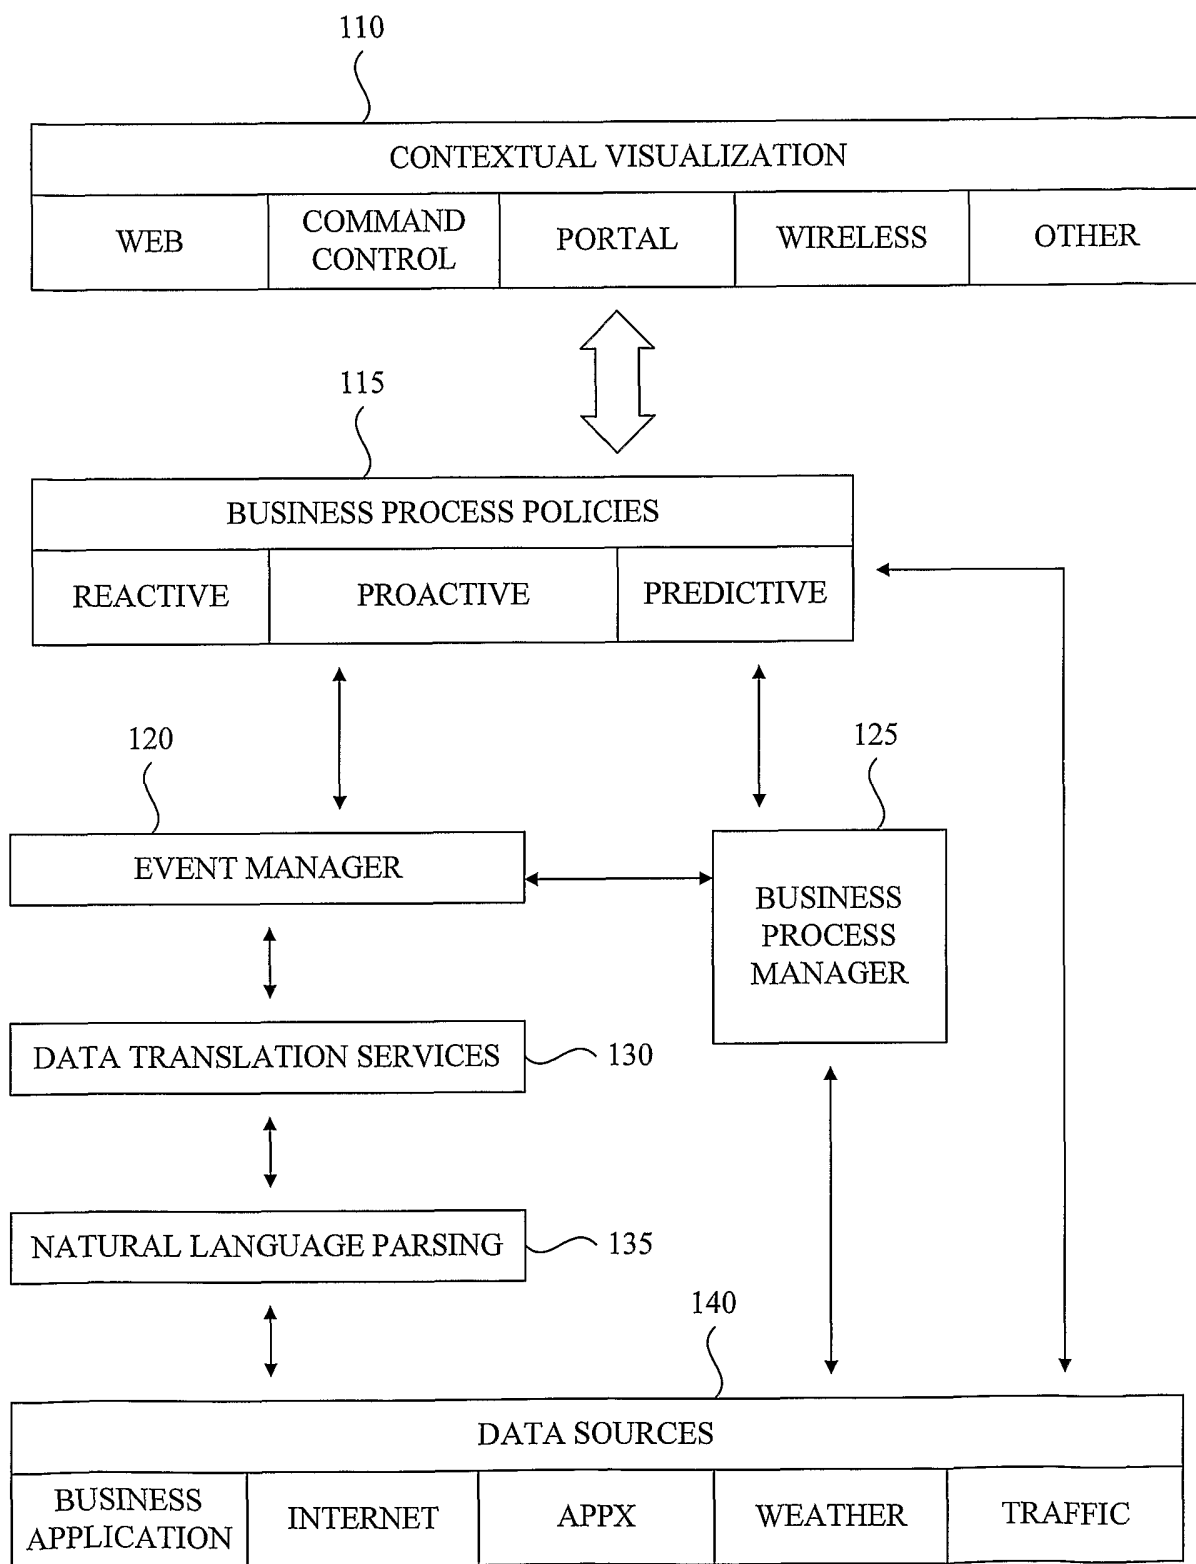 110
CONTEXTUAL VISUALIZATION
WEB
COMMAND
CONTROL
PORTAL
WIRELESS
OTHER
115
BUSINESS PROCESS POLICIES
REACTIVE
PROACTIVE
PREDICTIVE
120
125
EVENT MANAGER
BUSINESS
PROCESS
MANAGER
DATA TRANSLATION SERVICES
130
NATURAL LANGUAGE PARSING
135
140
DATA SOURCES
BUSINESS
APPLICATION
INTERNET
APPX
WEATHER
TRAFFIC